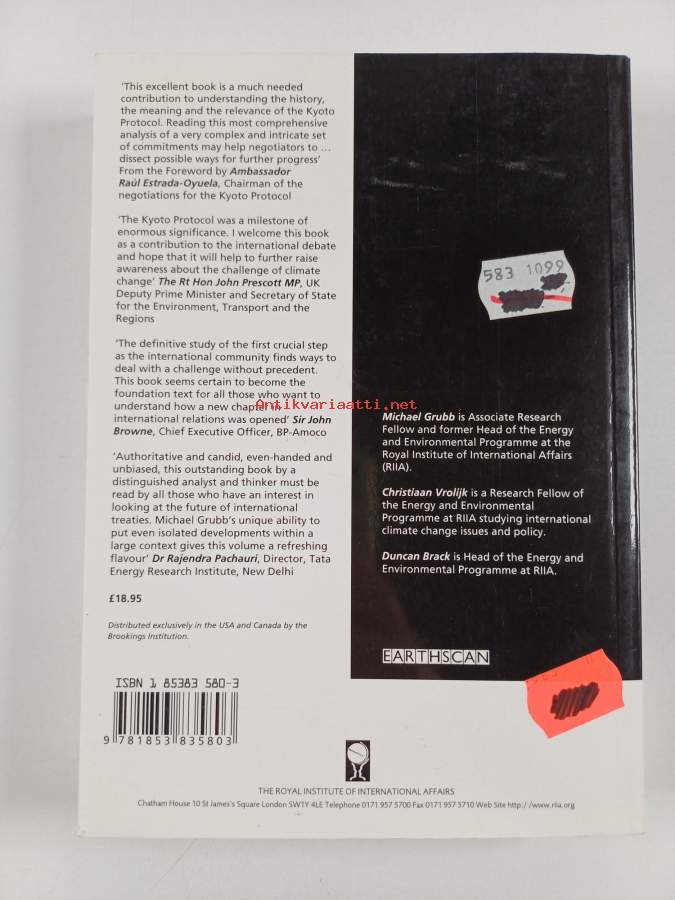 'This excellent book is a much needed
contribution to understanding the history,
the meaning and the relevance of the Kyoto
Protocol. Reading this most comprehensive
analysis of a very complex and intricate set
of commitments may help negotiators to ...
dissect possible ways for further progress'
From the Foreword by Ambassador
Raúl Estrada-Oyuela, Chairman of the
negotiations for the Kyoto Protocol
'The Kyoto Protocol was a milestone of
enormous significance. I welcome this book
as a contribution to the international debate
and hope that it will help to further raise
awareness about the challenge of climate
change' The Rt Hon John Prescott MP, UK
Deputy Prime Minister and Secretary of State
for the Environment, Transport and the
Regions
'The definitive study of the first crucial step
as the international community finds ways to
deal with a challenge without precedent.
This book seems certain to become the
foundation text for all those who want to
understand how a new chapter in
international relations was opened' Sir John
Browne, Chief Executive Officer, BP-Amoco
'Authoritative and candid, even-handed and
unbiased, this outstanding book by a
distinguished analyst and thinker must be
read by all those who have an interest in
looking at the future of international
treaties. Michael Grubb's unique ability to
put even isolated developments within a
large context gives this volume a refreshing
flavour' Dr Rajendra Pachauri, Director, Tata
Energy Research Institute, New Delhi
£18.95
Distributed exclusively in the USA and Canada by the
Brookings Institution.
ISBN 1 85383 580-3
9 781853 835803
583 1099
Antikvariaatti.net
Michael Grubb is Associate Research
Fellow and former Head of the Energy
and Environmental Programme at the
Royal Institute of International Affairs
(RIIA).
Christiaan Vrolijk is a Research Fellow of
the Energy and Environmental
Programme at RIIA studying international
climate change issues and policy.
Duncan Brack is Head of the Energy and
Environmental Programme at RIIA.
EARTHSCAN
THE ROYAL INSTITUTE OF INTERNATIONAL AFFAIRS
Chatham House 10 St James's Square London SW1Y 4LE Telephone 0171 957 5700 Fax 0171 957 5710 Web Site http:/ /www.riia.org